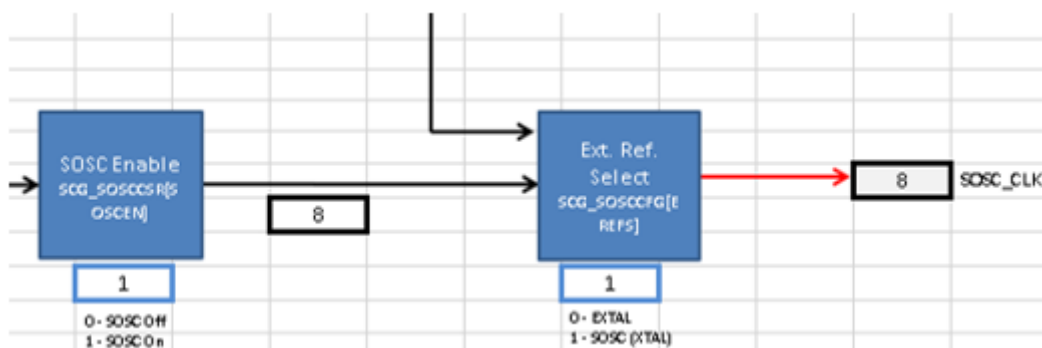 SOSC Enable
SCG_SOSCCSR[S
OSCEN]
8
1
0 - SOSC Off
1 - SOSC On
Ext. Ref.
Select
SCG_SOSCCFG[E
REFS]
1
0 - EXTAL
1 - SOSC (XTAL)
8
SOSC_CLK